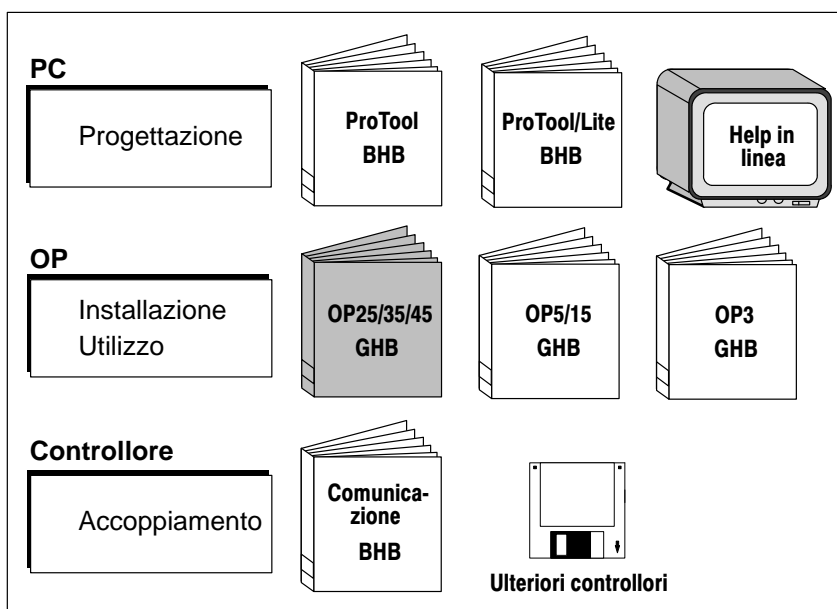 PC
Progettazione
ProTool
BHB
ProTool/Lite
BHB
Help in
linea
OP
Installazione
Utilizzo
OP25/35/45
GHB
OP5/15
GHB
OP3
GHB
Controllore
Accoppiamento
Comunica-
zione
BHB
Ulteriori controllori